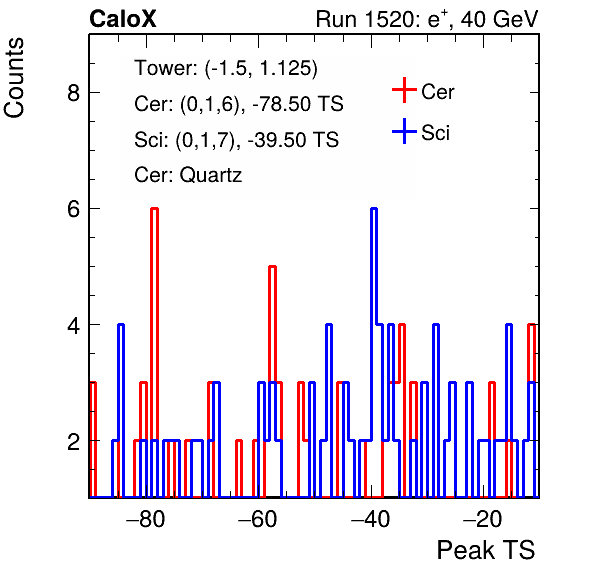 CaloX Run 1520: e⁺, 40 GeV
Counts
Tower: (-1.5, 1.125)
Cer: (0,1,6), -78.50 TS
Sci: (0,1,7), -39.50 TS
Cer: Quartz
Cer
Sci
8
6
4
2
−80 −60 −40 −20
Peak TS